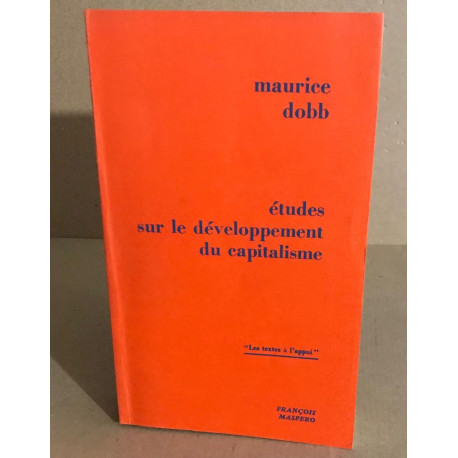 maurice
dobb
études
sur le développement
du capitalisme
"Les textes à l'appui"
FRANÇOIS
MASPERO